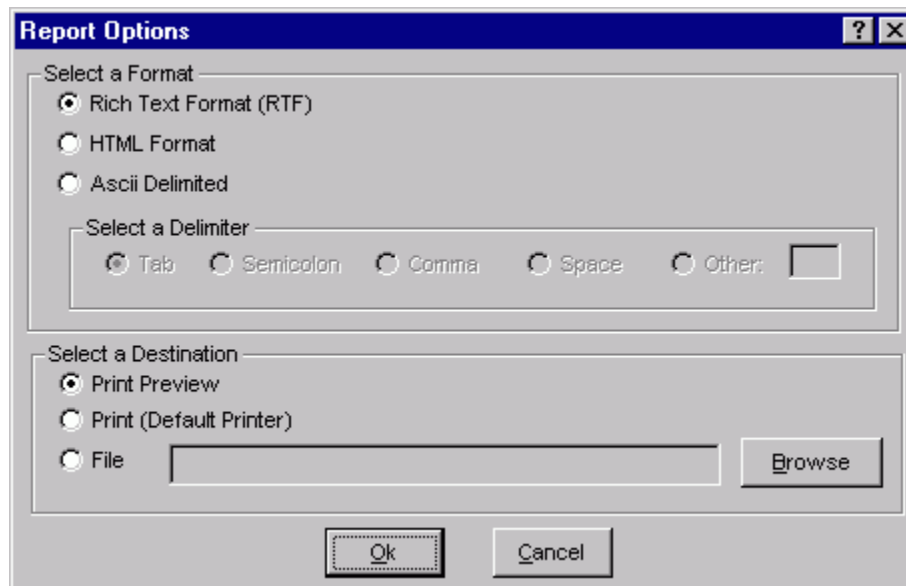 Report Options
Select a Format
Rich Text Format (RTF)
HTML Format
Ascii Delimited
Select a Delimiter
Tab Semicolon Comma Space Other:
Select a Destination
Print Preview
Print (Default Printer)
File Browse
Ok Cancel